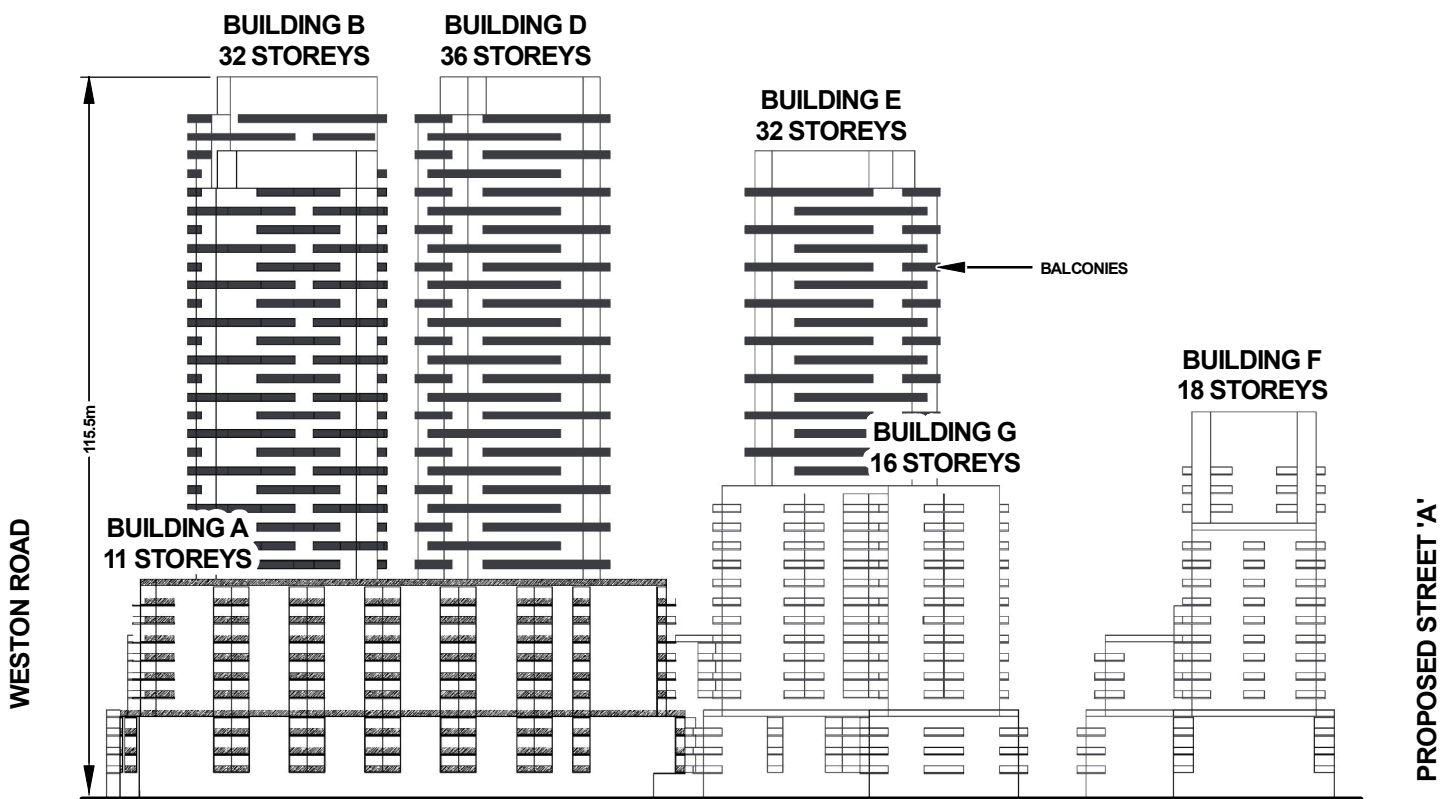 BUILDING B
32 STOREYS
BUILDING D
36 STOREYS
BUILDING E
32 STOREYS
BALCONIES
BUILDING F
18 STOREYS
115.5m
BUILDING G
16 STOREYS
BUILDING A
11 STOREYS
WESTON ROAD
PROPOSED STREET 'A'